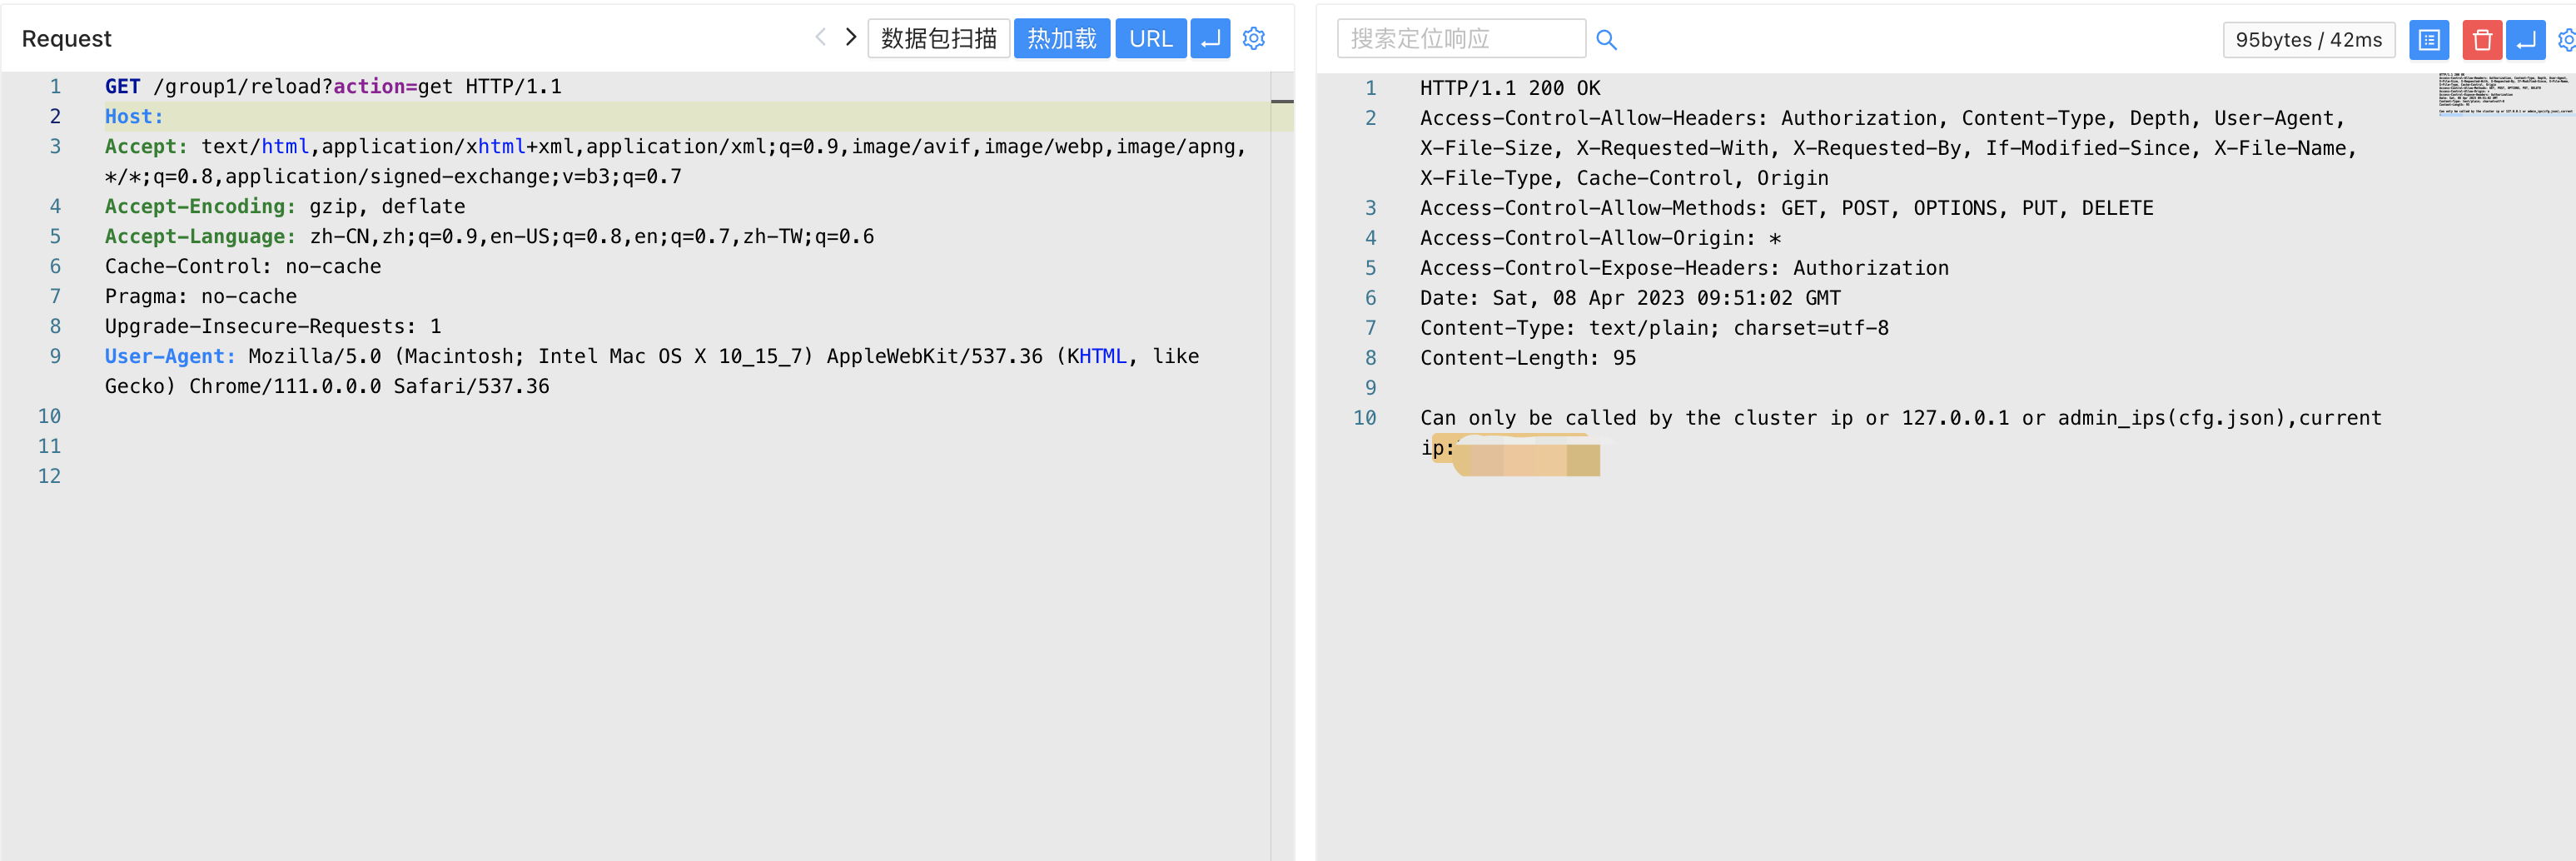 Request
数据包扫描
热加载
URL
1 GET /group1/reload?action=get HTTP/1.1
2 Host:
3 Accept: text/html,application/xhtml+xml,application/xml;q=0.9,image/avif,image/webp,image/apng,
*/*;q=0.8,application/signed-exchange;v=b3;q=0.7
4 Accept-Encoding: gzip, deflate
5 Accept-Language: zh-CN,zh;q=0.9,en-US;q=0.8,en;q=0.7,zh-TW;q=0.6
6 Cache-Control: no-cache
7 Pragma: no-cache
8 Upgrade-Insecure-Requests: 1
9 User-Agent: Mozilla/5.0 (Macintosh; Intel Mac OS X 10_15_7) AppleWebKit/537.36 (KHTML, like
Gecko) Chrome/111.0.0.0 Safari/537.36
10
11
12
搜索定位响应
95bytes / 42ms
1 HTTP/1.1 200 OK
2 Access-Control-Allow-Headers: Authorization, Content-Type, Depth, User-Agent,
X-File-Size, X-Requested-With, X-Requested-By, If-Modified-Since, X-File-Name,
X-File-Type, Cache-Control, Origin
3 Access-Control-Allow-Methods: GET, POST, OPTIONS, PUT, DELETE
4 Access-Control-Allow-Origin: *
5 Access-Control-Expose-Headers: Authorization
6 Date: Sat, 08 Apr 2023 09:51:02 GMT
7 Content-Type: text/plain; charset=utf-8
8 Content-Length: 95
9
10 Can only be called by the cluster ip or 127.0.0.1 or admin_ips(cfg.json),current
ip: